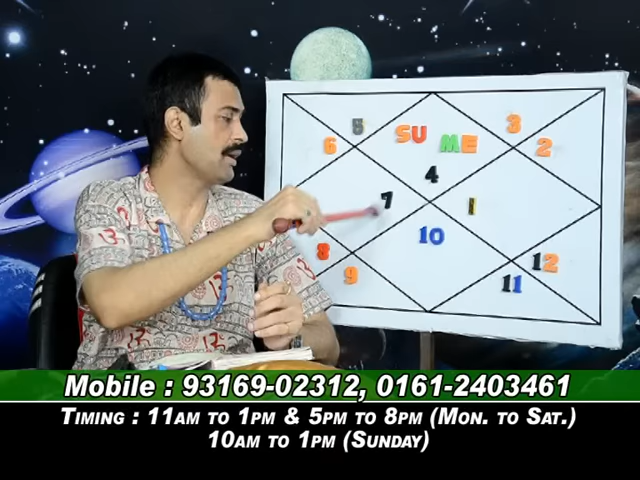 5
6
SU
ME
3
2
4
7
1
10
8
9
12
11
Mobile : 93169-02312, 0161-2403461
Timing : 11am to 1pm & 5pm to 8pm (Mon. to Sat.)
10am to 1pm (Sunday)